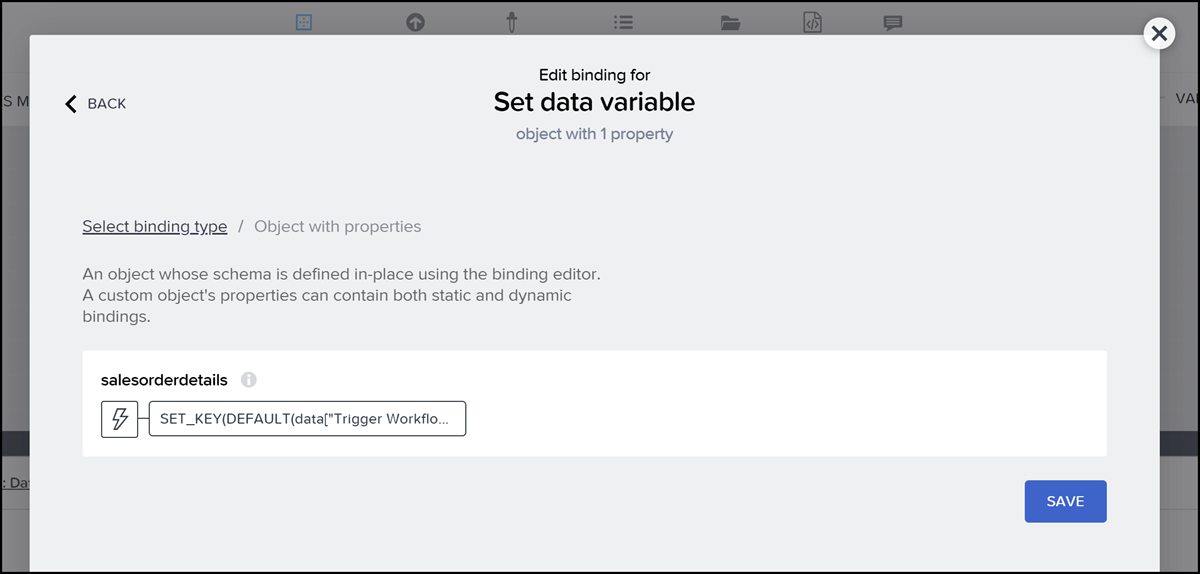 Edit binding for
Set data variable
object with 1 property
BACK
S M
VA
Select binding type / Object with properties
An object whose schema is defined in-place using the binding editor.
A custom object's properties can contain both static and dynamic
bindings.
salesorderdetails
SET_KEY(DEFAULT(data["Trigger Workflo...
: Da
SAVE